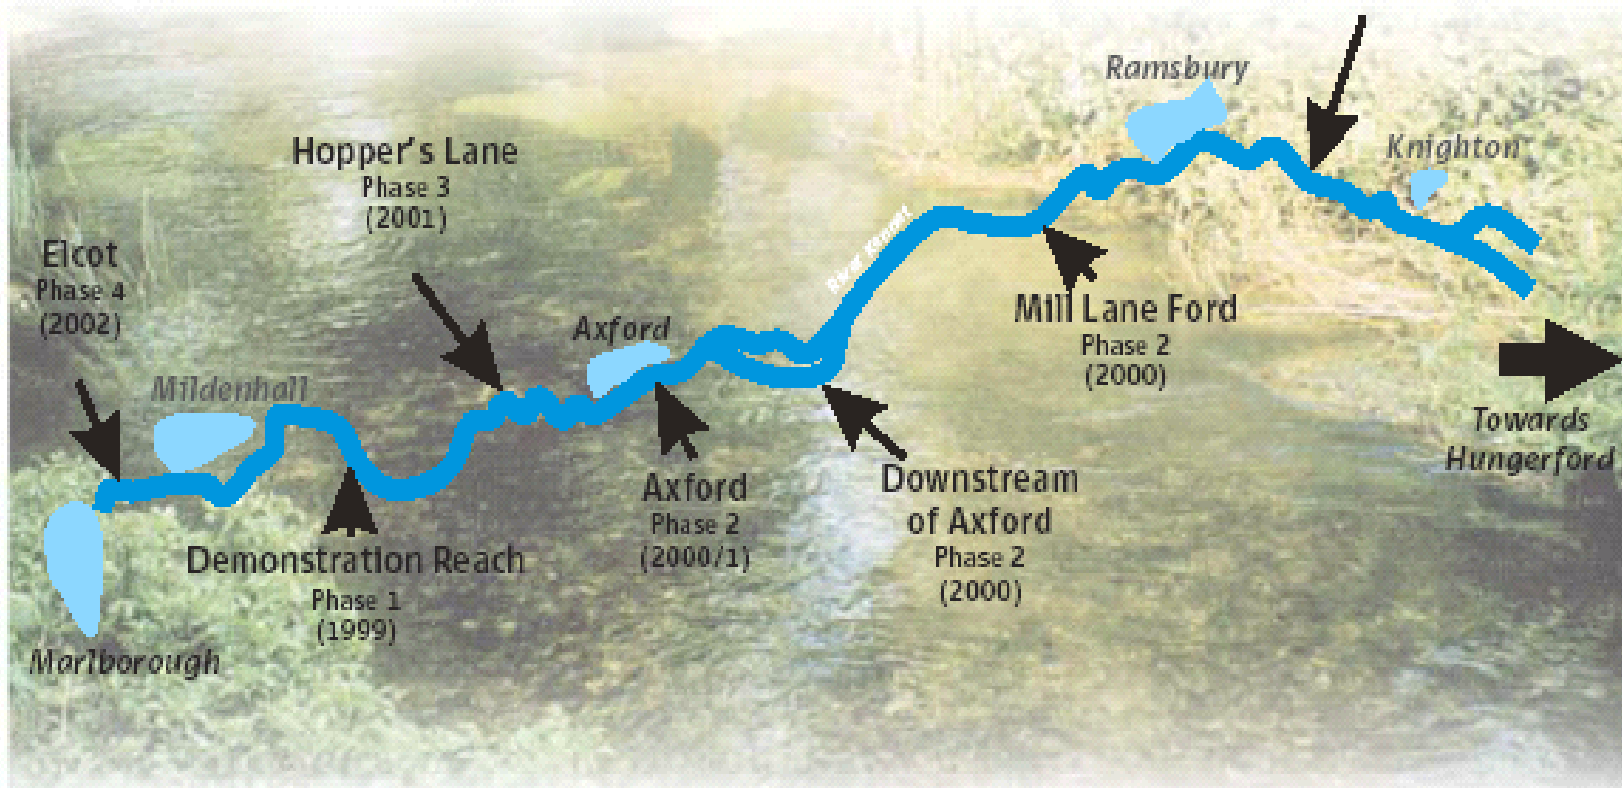 Ramsbury
Knighton
Hopper's Lane
Phase 3
(2001)
River Kennet
Elcot
Phase 4
(2002)
Mill Lane Ford
Phase 2
(2000)
Axford
Mildenhall
Towards
Hungerford
Axford
Phase 2
(2000/1)
Downstream
of Axford
Phase 2
(2000)
Demonstration Reach
Phase 1
(1999)
Marlborough